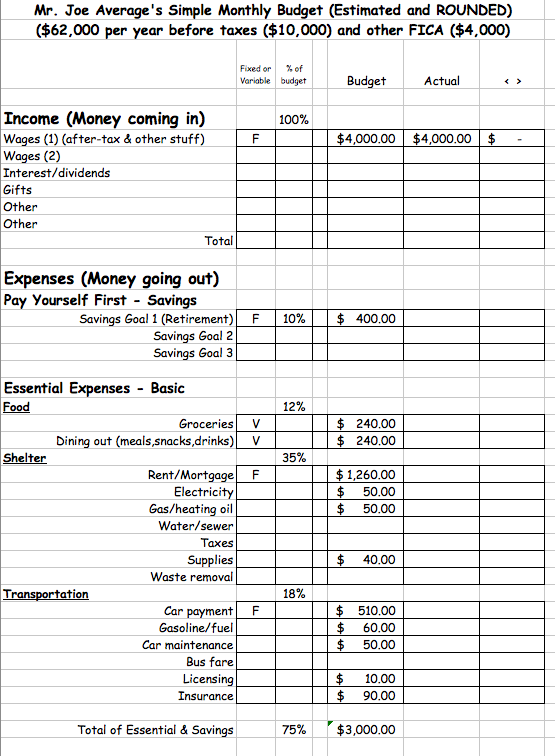 Mr. Joe Average's Simple Monthly Budget (Estimated and ROUNDED)
($62,000 per year before taxes ($10,000) and other FICA ($4,000)
Fixed or % of
Variable budget Budget Actual < >
Income (Money coming in) 100%
Wages (1) (after-tax & other stuff) F $4,000.00 $4,000.00 $ -
Wages (2)
Interest/dividends
Gifts
Other
Other
Total
Expenses (Money going out)
Pay Yourself First - Savings
Savings Goal 1 (Retirement) F 10% $ 400.00
Savings Goal 2
Savings Goal 3
Essential Expenses - Basic
Food 12%
Groceries V $ 240.00
Dining out (meals,snacks,drinks) V $ 240.00
Shelter 35%
Rent/Mortgage F $1,260.00
Electricity $ 50.00
Gas/heating oil $ 50.00
Water/sewer
Taxes
Supplies $ 40.00
Waste removal
Transportation 18%
Car payment F $ 510.00
Gasoline/fuel $ 60.00
Car maintenance $ 50.00
Bus fare
Licensing $ 10.00
Insurance $ 90.00
Total of Essential & Savings 75% $3,000.00